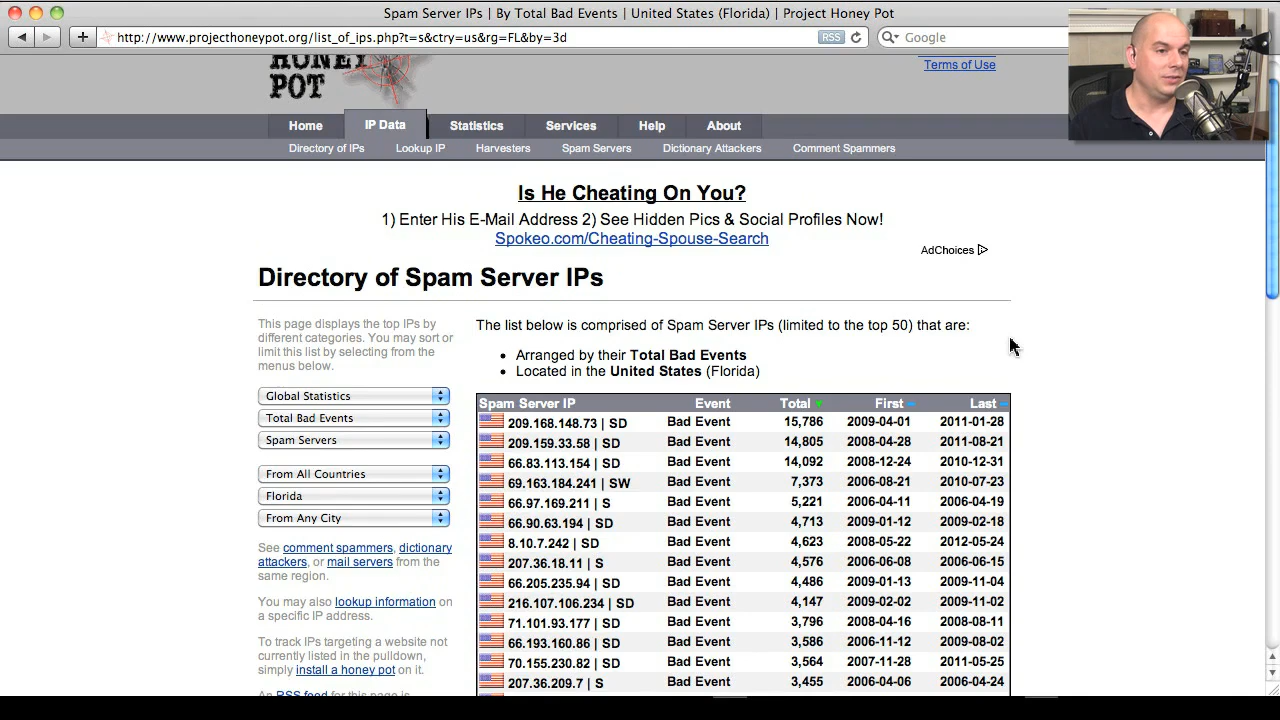 Spam Server IPs | By Total Bad Events | United States (Florida) | Project Honey Pot
http://www.projecthoneypot.org/list_of_ips.php?t=s&ctry=us&rg=FL&by=3d
RSS
Google
HONEY
POT
Terms of Use
Home
IP Data
Statistics
Services
Help
About
Directory of IPs
Lookup IP
Harvesters
Spam Servers
Dictionary Attackers
Comment Spammers
Is He Cheating On You?
1) Enter His E-Mail Address 2) See Hidden Pics & Social Profiles Now!
Spokeo.com/Cheating-Spouse-Search
AdChoices
Directory of Spam Server IPs
This page displays the top IPs by
different categories. You may sort or
limit this list by selecting from the
menus below.
Global Statistics
Total Bad Events
Spam Servers
From All Countries
Florida
From Any City
See comment spammers, dictionary
attackers, or mail servers from the
same region.
You may also lookup information on
a specific IP address.
To track IPs targeting a website not
currently listed in the pulldown,
simply install a honey pot on it.
An RSS feed for this page is
The list below is comprised of Spam Server IPs (limited to the top 50) that are:
• Arranged by their Total Bad Events
• Located in the United States (Florida)
Spam Server IP Event Total First Last
209.168.148.73 | SD Bad Event 15,786 2009-04-01 2011-01-28
209.159.33.58 | SD Bad Event 14,805 2008-04-28 2011-08-21
66.83.113.154 | SD Bad Event 14,092 2008-12-24 2010-12-31
69.163.184.241 | SW Bad Event 7,373 2006-08-21 2010-07-23
66.97.169.211 | S Bad Event 5,221 2006-04-11 2006-04-19
66.90.63.194 | SD Bad Event 4,713 2009-01-12 2009-02-18
8.10.7.242 | SD Bad Event 4,623 2008-05-22 2012-05-24
207.36.18.11 | S Bad Event 4,576 2006-06-08 2006-06-15
66.205.235.94 | SD Bad Event 4,486 2009-01-13 2009-11-04
216.107.106.234 | SD Bad Event 4,147 2009-02-02 2009-11-02
71.101.93.177 | SD Bad Event 3,796 2008-04-16 2008-08-11
66.193.160.86 | SD Bad Event 3,586 2006-11-12 2009-08-02
70.155.230.82 | SD Bad Event 3,564 2007-11-28 2011-05-25
207.36.209.7 | S Bad Event 3,455 2006-04-06 2006-04-24